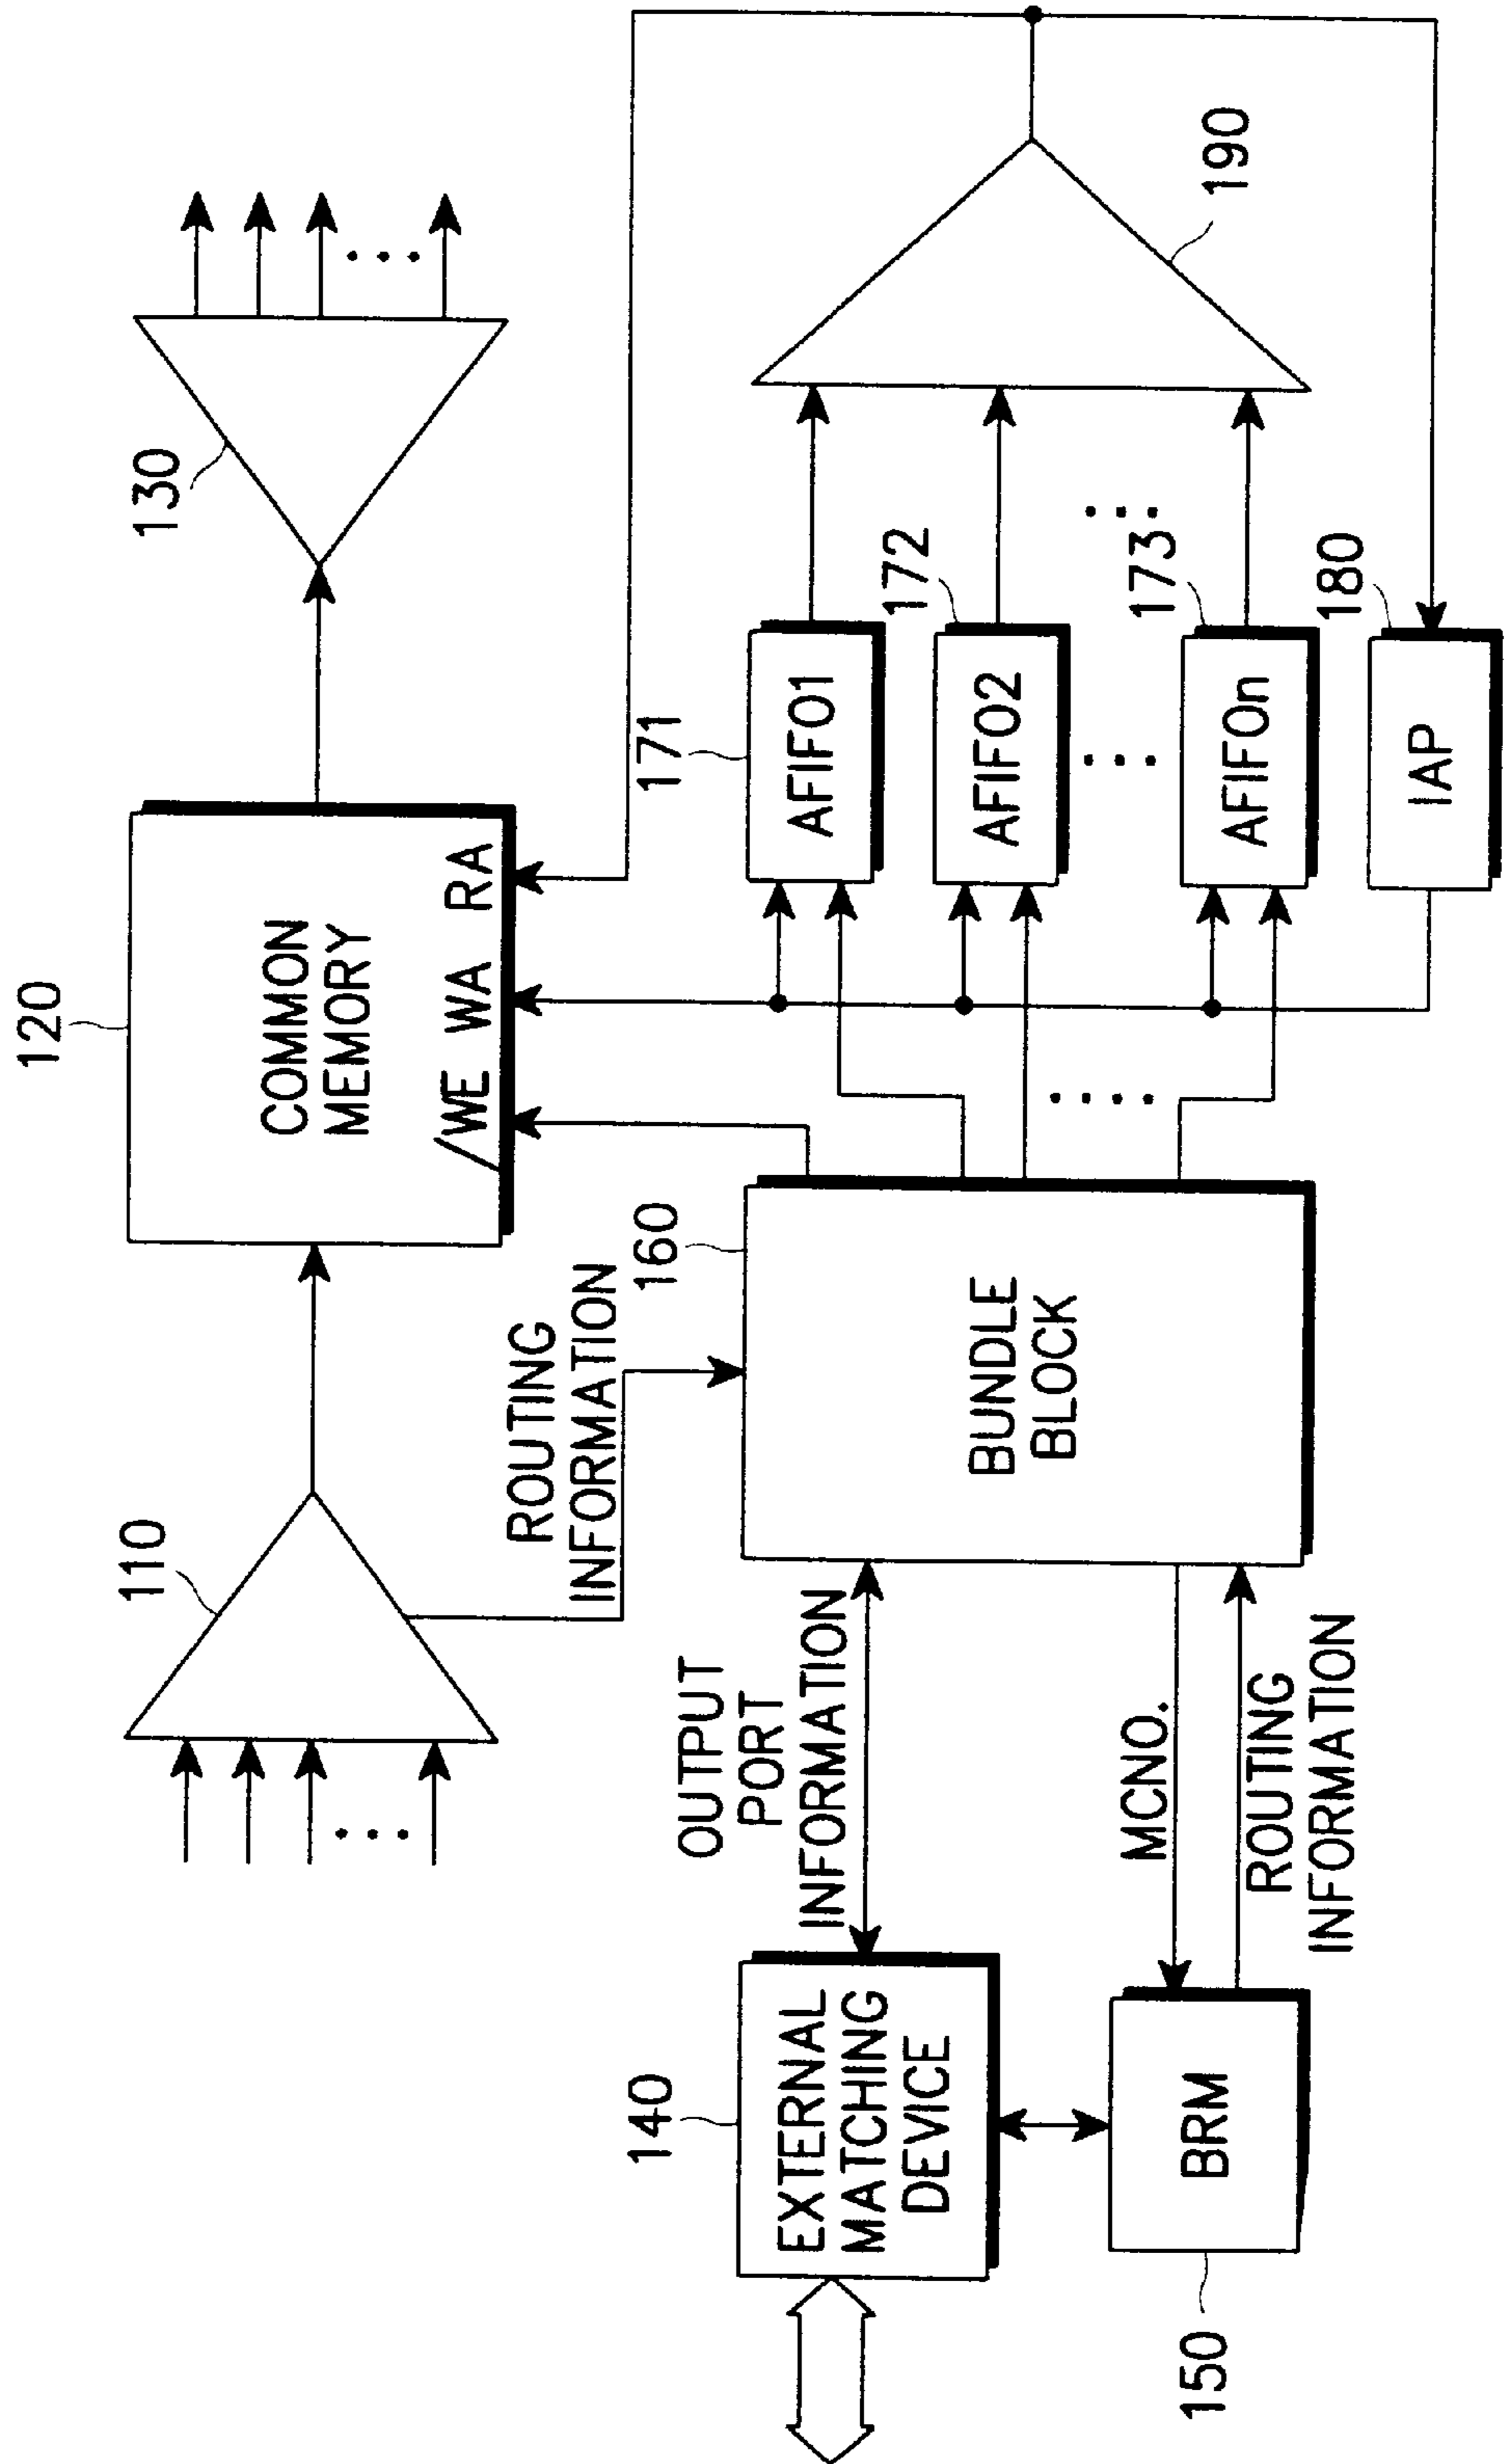 110
120
130
COMMON
MEMORY
/WE WA RA
ROUTING
INFORMATION
140
EXTERNAL
MATCHING
DEVICE
OUTPUT
PORT
INFORMATION
150
BRM
MCNO.
ROUTING
INFORMATION
160
BUNDLE
BLOCK
171
AFIFO1
172
AFIFO2
173
AFIFOn
180
IAP
190